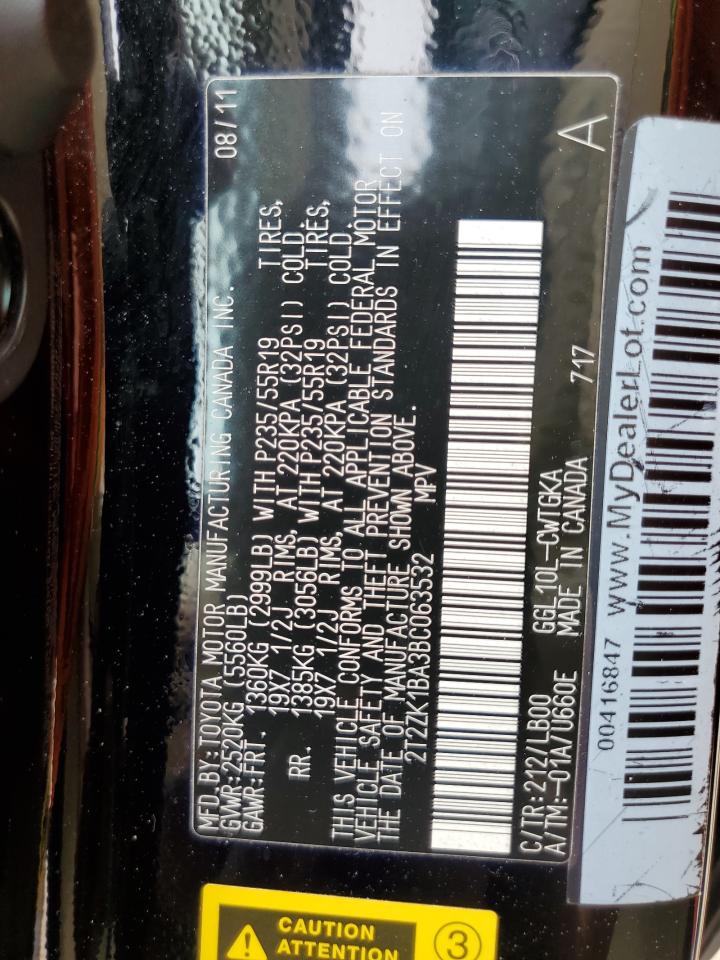 MFD.BY:TOYOTA MOTOR MANUFACTURING CANADA INC. 08/11
GVWR:2520KG (5560LB)
GAWR:FRT. 1360KG (2999LB) WITH P235/55R19 TIRES,
19X7 1/2J RIMS, AT 220KPA (32PSI) COLD.
RR. 1385KG (3056LB) WITH P235/55R19 TIRES,
19X7 1/2J RIMS, AT 220KPA (32PSI) COLD.
THIS VEHICLE CONFORMS TO ALL APPLICABLE FEDERAL MOTOR
VEHICLE SAFETY AND THEFT PREVENTION STANDARDS IN EFFECT ON
THE DATE OF MANUFACTURE SHOWN ABOVE.
2T2ZK1BA3BC063532 MPV
C/TR:212/LB00 GGL10L-CWTGKA
A/TM:-01A/U660E MADE IN CANADA 717 A
00416847 www.MyDealerLot.com
CAUTION
ATTENTION
3